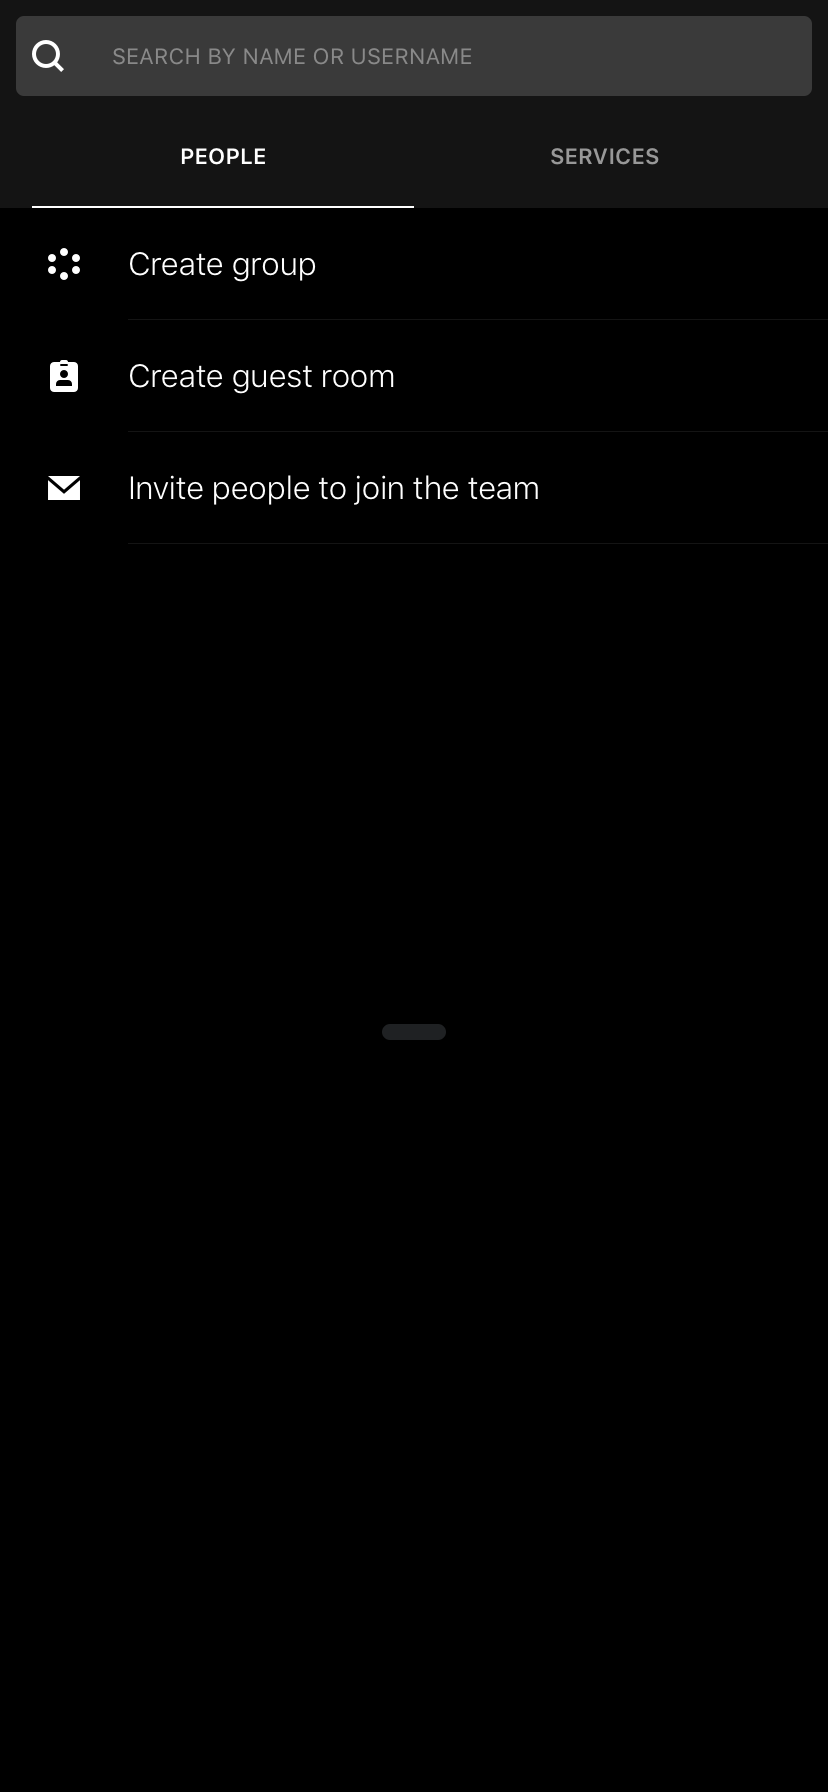 SEARCH BY NAME OR USERNAME
PEOPLE
SERVICES
Create group
Create guest room
Invite people to join the team